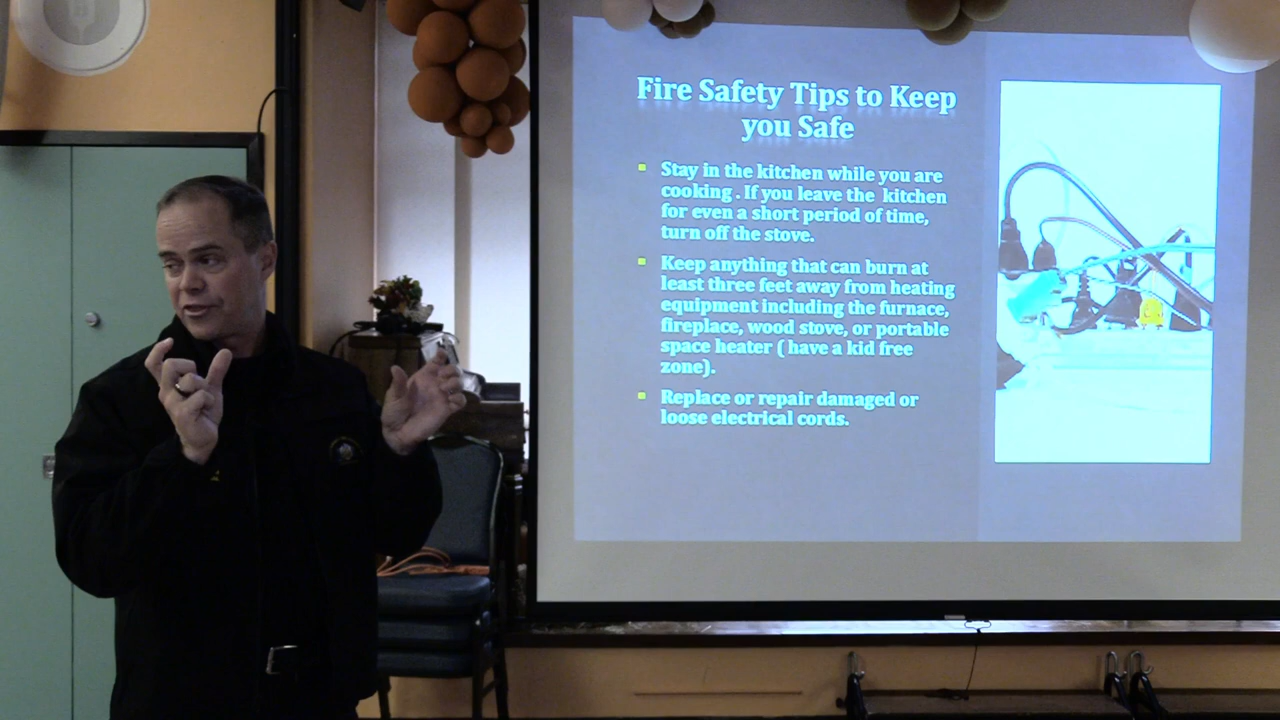 Fire Safety Tips to Keep
you Safe
Stay in the kitchen while you are
cooking . If you leave the kitchen
for even a short period of time,
turn off the stove.
Keep anything that can burn at
least three feet away from heating
equipment including the furnace,
fireplace, wood stove, or portable
space heater ( have a kid free
zone).
Replace or repair damaged or
loose electrical cords.